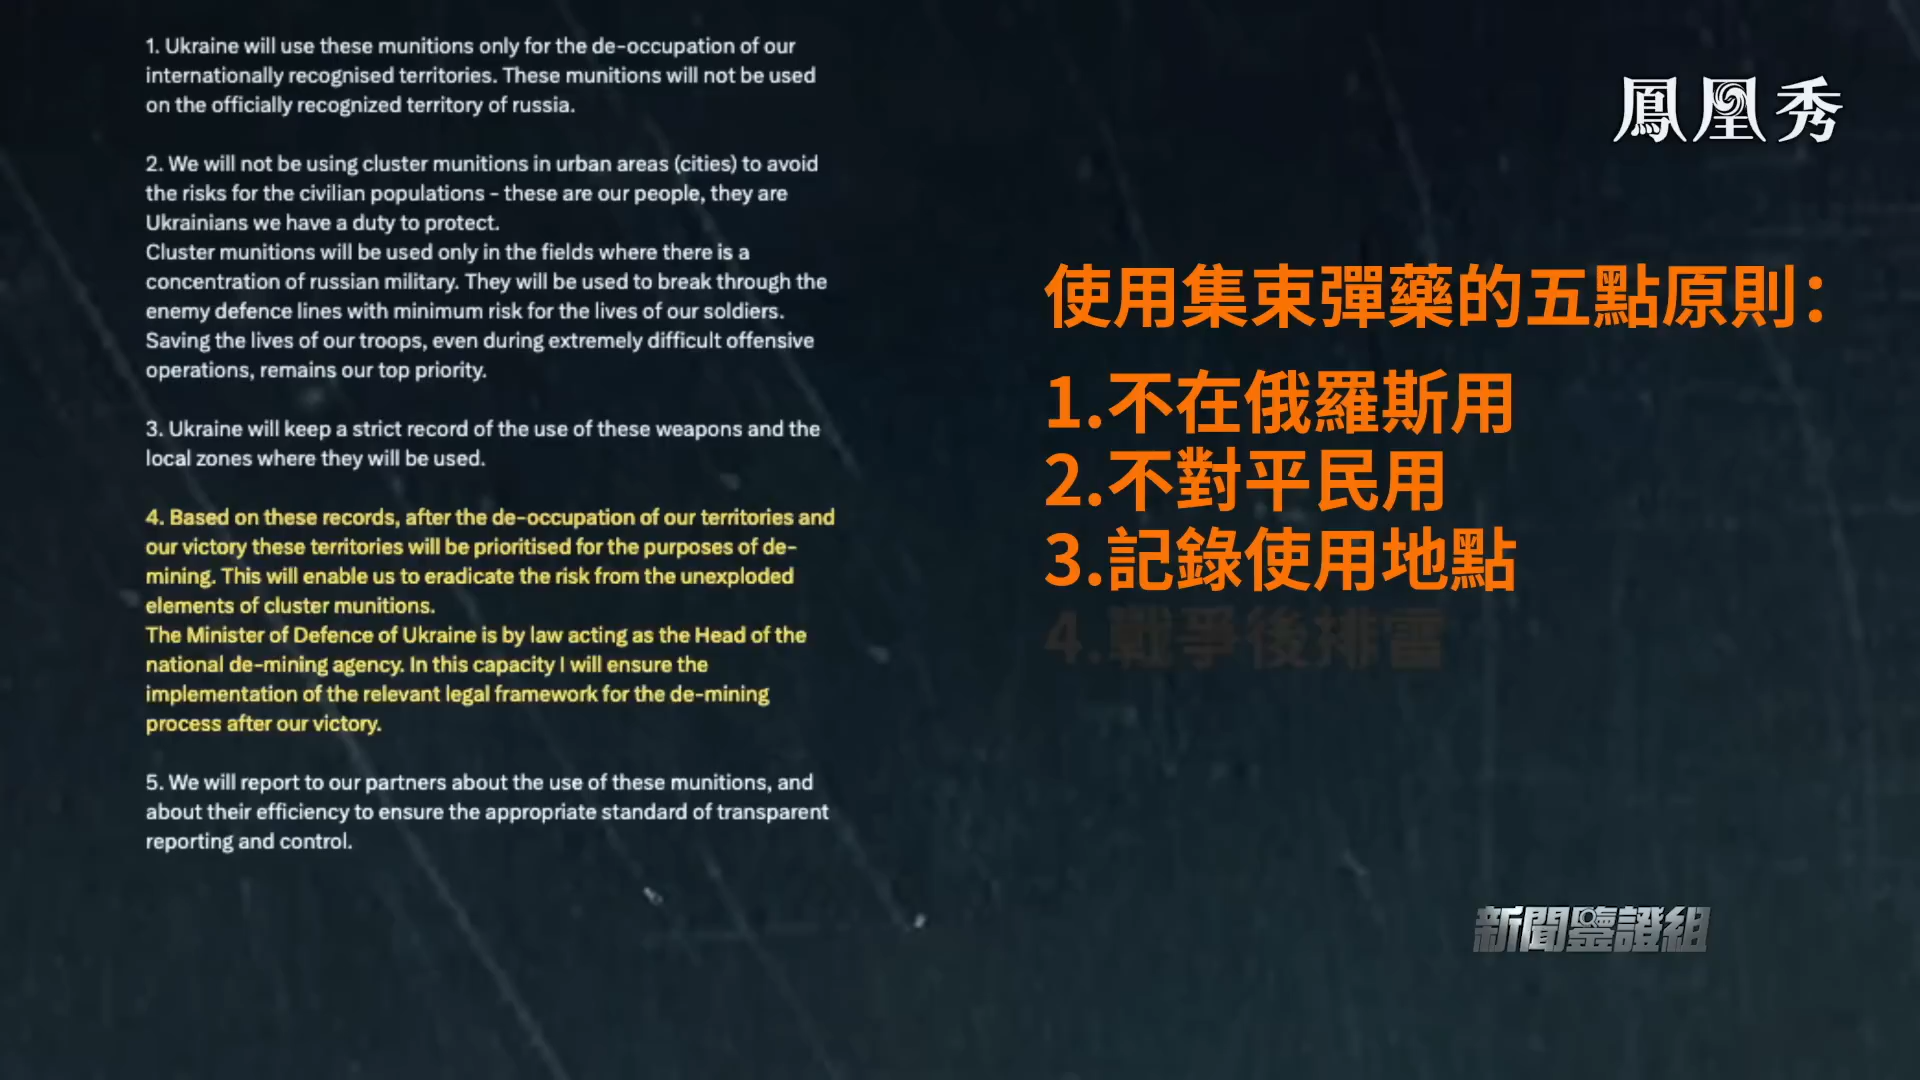 1. Ukraine will use these munitions only for the de-occupation of our
internationally recognised territories. These munitions will not be used
on the officially recognized territory of russia.
2. We will not be using cluster munitions in urban areas (cities) to avoid
the risks for the civilian populations - these are our people, they are
Ukrainians we have a duty to protect.
Cluster munitions will be used only in the fields where there is a
concentration of russian military. They will be used to break through the
enemy defence lines with minimum risk for the lives of our soldiers.
Saving the lives of our troops, even during extremely difficult offensive
operations, remains our top priority.
3. Ukraine will keep a strict record of the use of these weapons and the
local zones where they will be used.
4. Based on these records, after the de-occupation of our territories and
our victory these territories will be prioritised for the purposes of de-
mining. This will enable us to eradicate the risk from the unexploded
elements of cluster munitions.
The Minister of Defence of Ukraine is by law acting as the Head of the
national de-mining agency. In this capacity I will ensure the
implementation of the relevant legal framework for the de-mining
process after our victory.
5. We will report to our partners about the use of these munitions, and
about their efficiency to ensure the appropriate standard of transparent
reporting and control.
鳳凰秀
使用集束彈藥的五點原則：
1.不在俄羅斯用
2.不對平民用
3.記錄使用地點
4.戰爭後排雷
新聞鑒證組